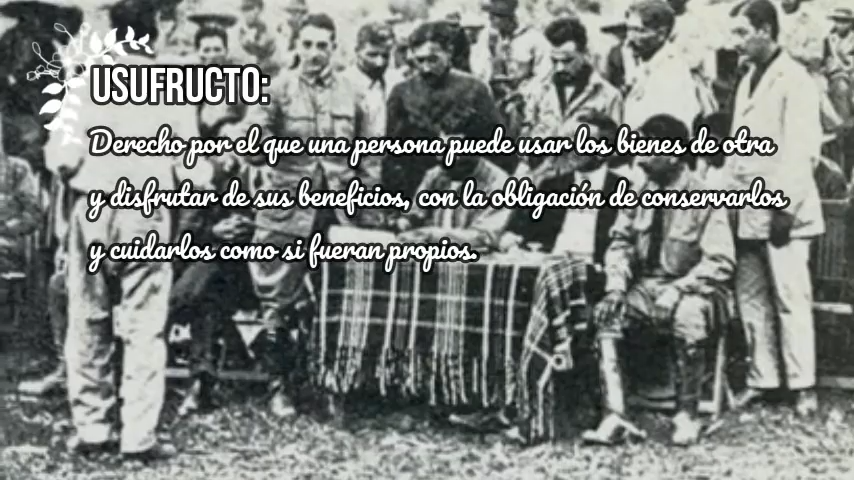 USUFRUCTO:
Derecho por el que una persona puede usar los bienes de otra
y disfrutar de sus beneficios, con la obligación de conservarlos
y cuidarlos como si fueran propios.